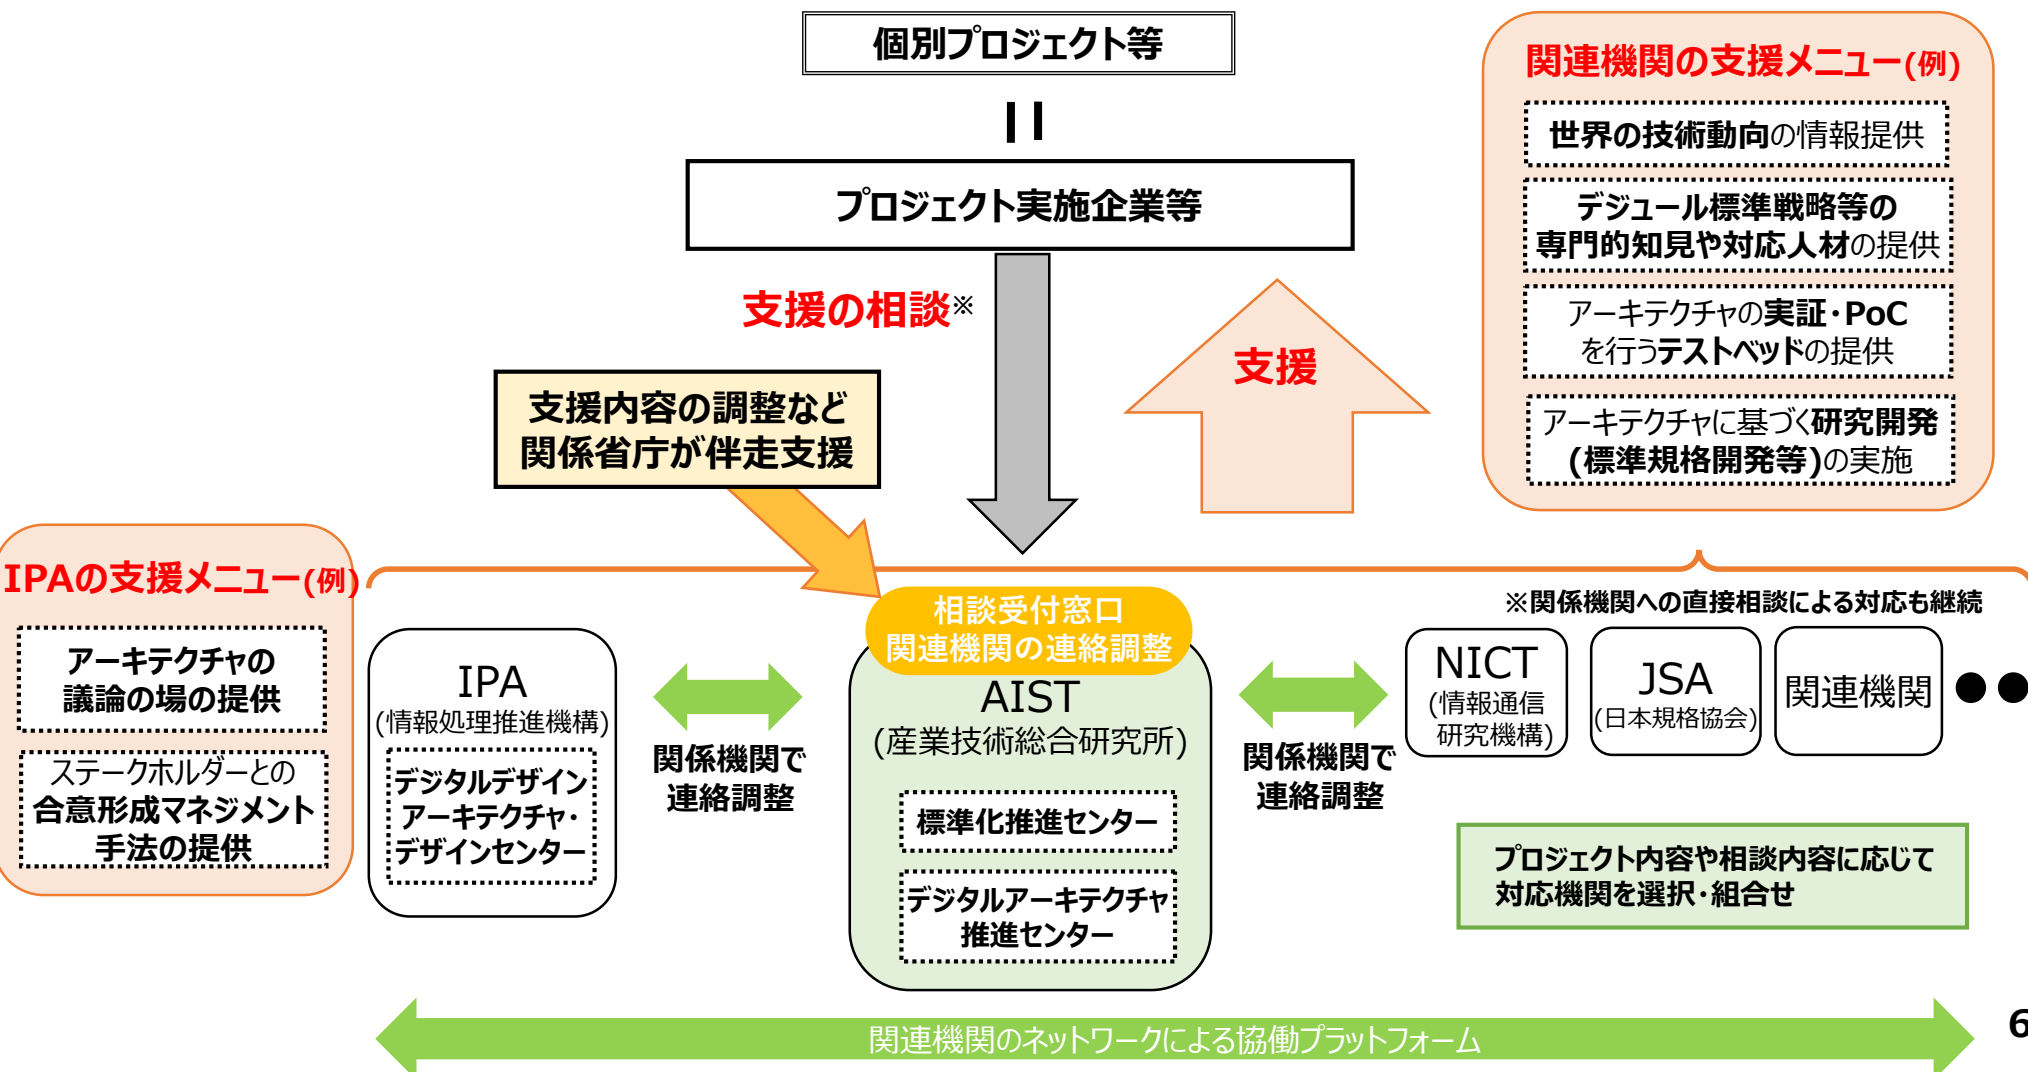 個別プロジェクト等
プロジェクト実施企業等
支援の相談※
支援
支援内容の調整など
関係省庁が伴走支援
関連機関の支援メニュー(例)
世界の技術動向の情報提供
デジュール標準戦略等の
専門的知見や対応人材の提供
アーキテクチャの実証・PoC
を行うテストベッドの提供
アーキテクチャに基づく研究開発
(標準規格開発等)の実施
IPAの支援メニュー(例)
アーキテクチャの
議論の場の提供
ステークホルダーとの
合意形成マネジメント
手法の提供
IPA
(情報処理推進機構)
デジタルデザイン
アーキテクチャ・
デザインセンター
関係機関で
連絡調整
相談受付窓口
関連機関の連絡調整
AIST
(産業技術総合研究所)
標準化推進センター
デジタルアーキテクチャ
推進センター
関係機関で
連絡調整
※関係機関への直接相談による対応も継続
NICT
(情報通信
研究機構)
JSA
(日本規格協会)
関連機関
●●
プロジェクト内容や相談内容に応じて
対応機関を選択・組合せ
関連機関のネットワークによる協働プラットフォーム
6